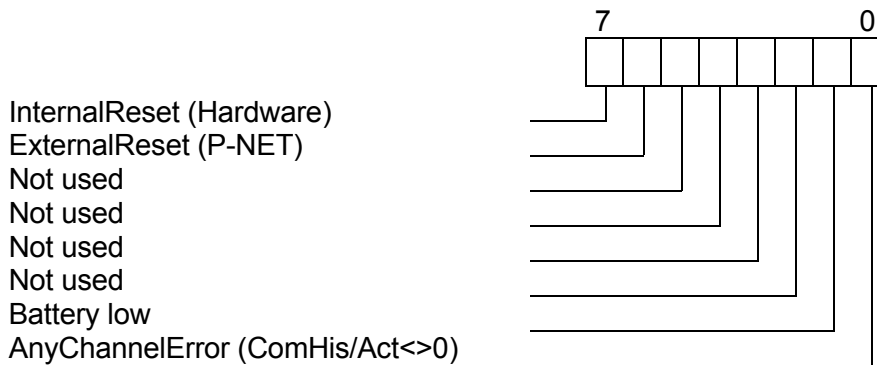 7 0
InternalReset (Hardware)
ExternalReset (P-NET)
Not used
Not used
Not used
Not used
Battery low
AnyChannelError (ComHis/Act<>0)